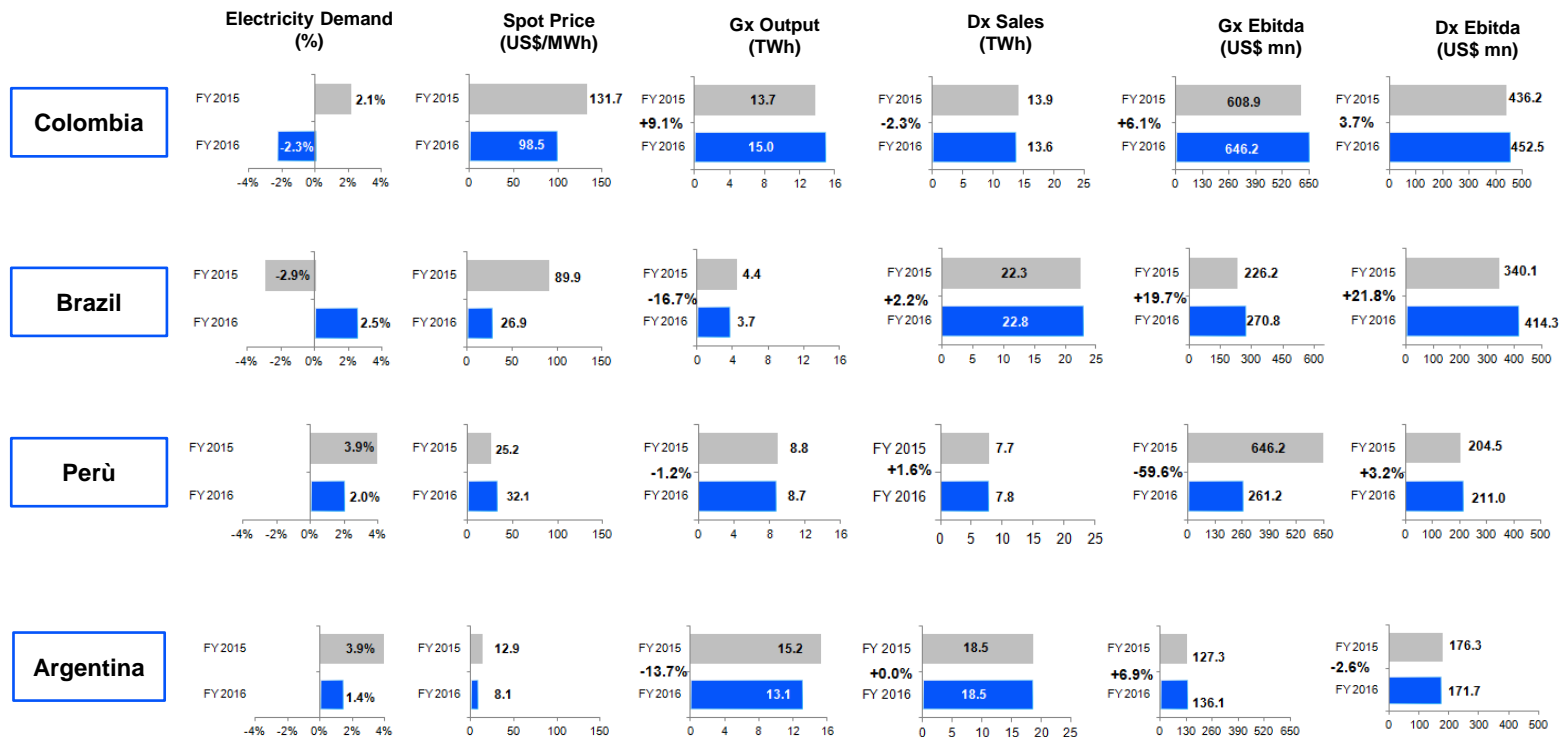 Electricity Demand
(%)
Spot Price
(US$/MWh)
Gx Output
(TWh)
Dx Sales
(TWh)
Gx Ebitda
(US$ mn)
Dx Ebitda
(US$ mn)
Colombia
FY 2015
2.1%
FY 2016
-2.3%
-4% -2% 0% 2% 4%
FY 2015
131.7
FY 2016
98.5
0 50 100 150
FY 2015
13.7
+9.1%
FY 2016
15.0
0 4 8 12 16
FY 2015
13.9
-2.3%
FY 2016
13.6
0 5 10 15 20 25
FY 2015
608.9
+6.1%
FY 2016
646.2
0 130 260 390 520 650
FY 2015
436.2
3.7%
FY 2016
452.5
0 100 200 300 400 500
Brazil
FY 2015
-2.9%
FY 2016
2.5%
-4% -2% 0% 2% 4%
FY 2015
89.9
FY 2016
26.9
0 50 100 150
FY 2015
4.4
-16.7%
FY 2016
3.7
0 4 8 12 16
FY 2015
22.3
+2.2%
FY 2016
22.8
0 5 10 15 20 25
FY 2015
226.2
+19.7%
FY 2016
270.8
0 150 300 450 600
FY 2015
340.1
+21.8%
FY 2016
414.3
0 100 200 300 400 500
Perù
FY 2015
3.9%
FY 2016
2.0%
-4% -2% 0% 2% 4%
FY 2015
25.2
FY 2016
32.1
0 50 100 150
FY 2015
8.8
-1.2%
FY 2016
8.7
0 4 8 12 16
FY 2015
7.7
+1.6%
FY 2016
7.8
0 5 10 15 20 25
FY 2015
646.2
-59.6%
FY 2016
261.2
0 130 260 390 520 650
FY 2015
204.5
+3.2%
FY 2016
211.0
0 100 200 300 400 500
Argentina
FY 2015
3.9%
FY 2016
1.4%
-4% -2% 0% 2% 4%
FY 2015
12.9
FY 2016
8.1
0 50 100 150
FY 2015
15.2
-13.7%
FY 2016
13.1
0 4 8 12 16
FY 2015
18.5
+0.0%
FY 2016
18.5
0 5 10 15 20 25
FY 2015
127.3
+6.9%
FY 2016
136.1
0 130 260 390 520 650
FY 2015
176.3
-2.6%
FY 2016
171.7
0 100 200 300 400 500